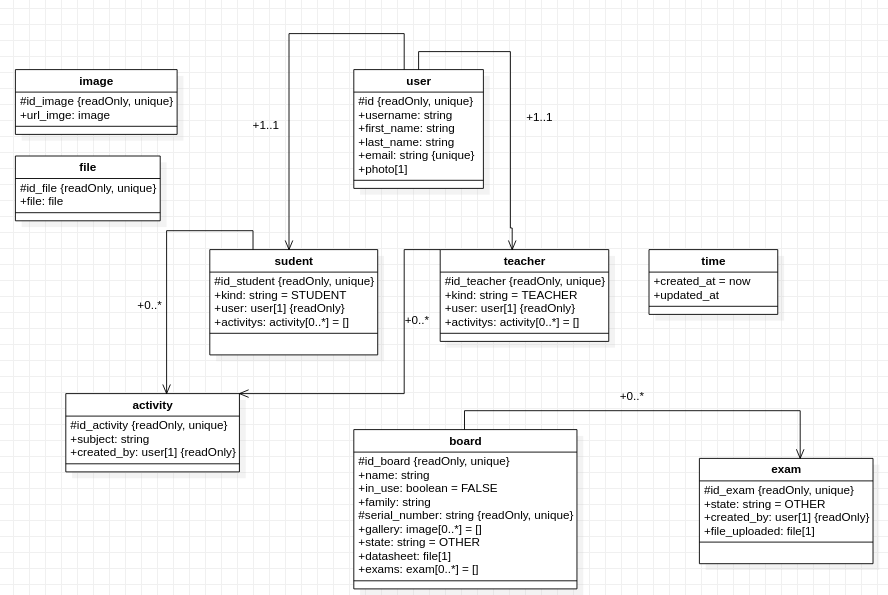 image
#id_image {readOnly, unique}
+url_imge: image
file
#id_file {readOnly, unique}
+file: file
user
#id {readOnly, unique}
+username: string
+first_name: string
+last_name: string
+email: string {unique}
+photo[1]
+1..1
+1..1
sudent
#id_student {readOnly, unique}
+kind: string = STUDENT
+user: user[1] {readOnly}
+activitys: activity[0..*] = []
teacher
#id_teacher {readOnly, unique}
+kind: string = TEACHER
+user: user[1] {readOnly}
+activitys: activity[0..*] = []
time
+created_at = now
+updated_at
+0..*
+0..*
activity
#id_activity {readOnly, unique}
+subject: string
+created_by: user[1] {readOnly}
+0..*
board
#id_board {readOnly, unique}
+name: string
+in_use: boolean = FALSE
+family: string
#serial_number: string {readOnly, unique}
+gallery: image[0..*] = []
+state: string = OTHER
+datasheet: file[1]
+exams: exam[0..*] = []
exam
#id_exam {readOnly, unique}
+state: string = OTHER
+created_by: user[1] {readOnly}
+file_uploaded: file[1]